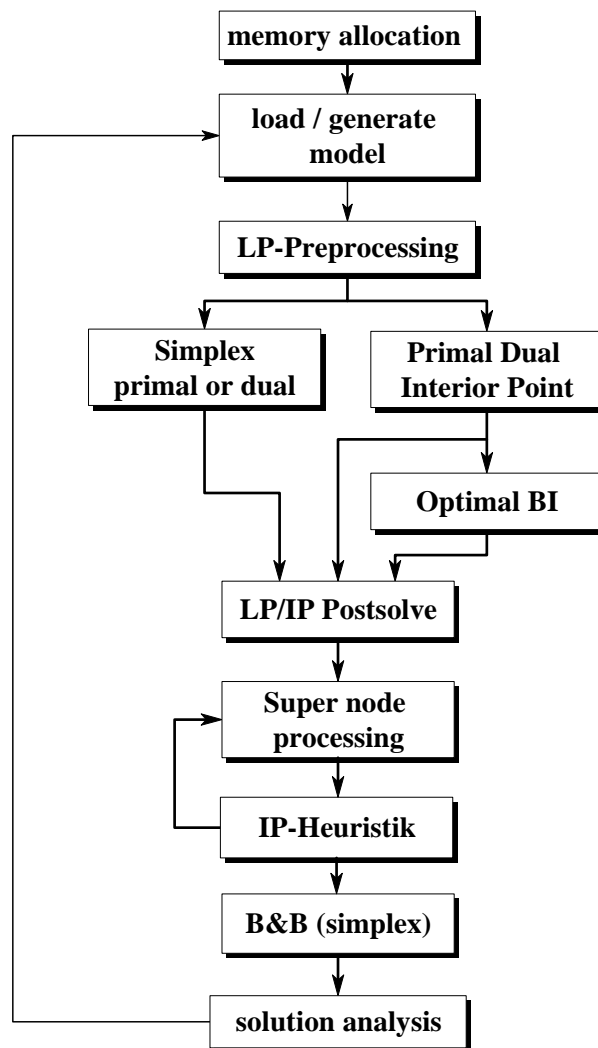 memory allocation
load / generate
model
LP-Preprocessing
Simplex
primal or dual
Primal Dual
Interior Point
Optimal BI
LP/IP Postsolve
Super node
processing
IP-Heuristik
B&B (simplex)
solution analysis